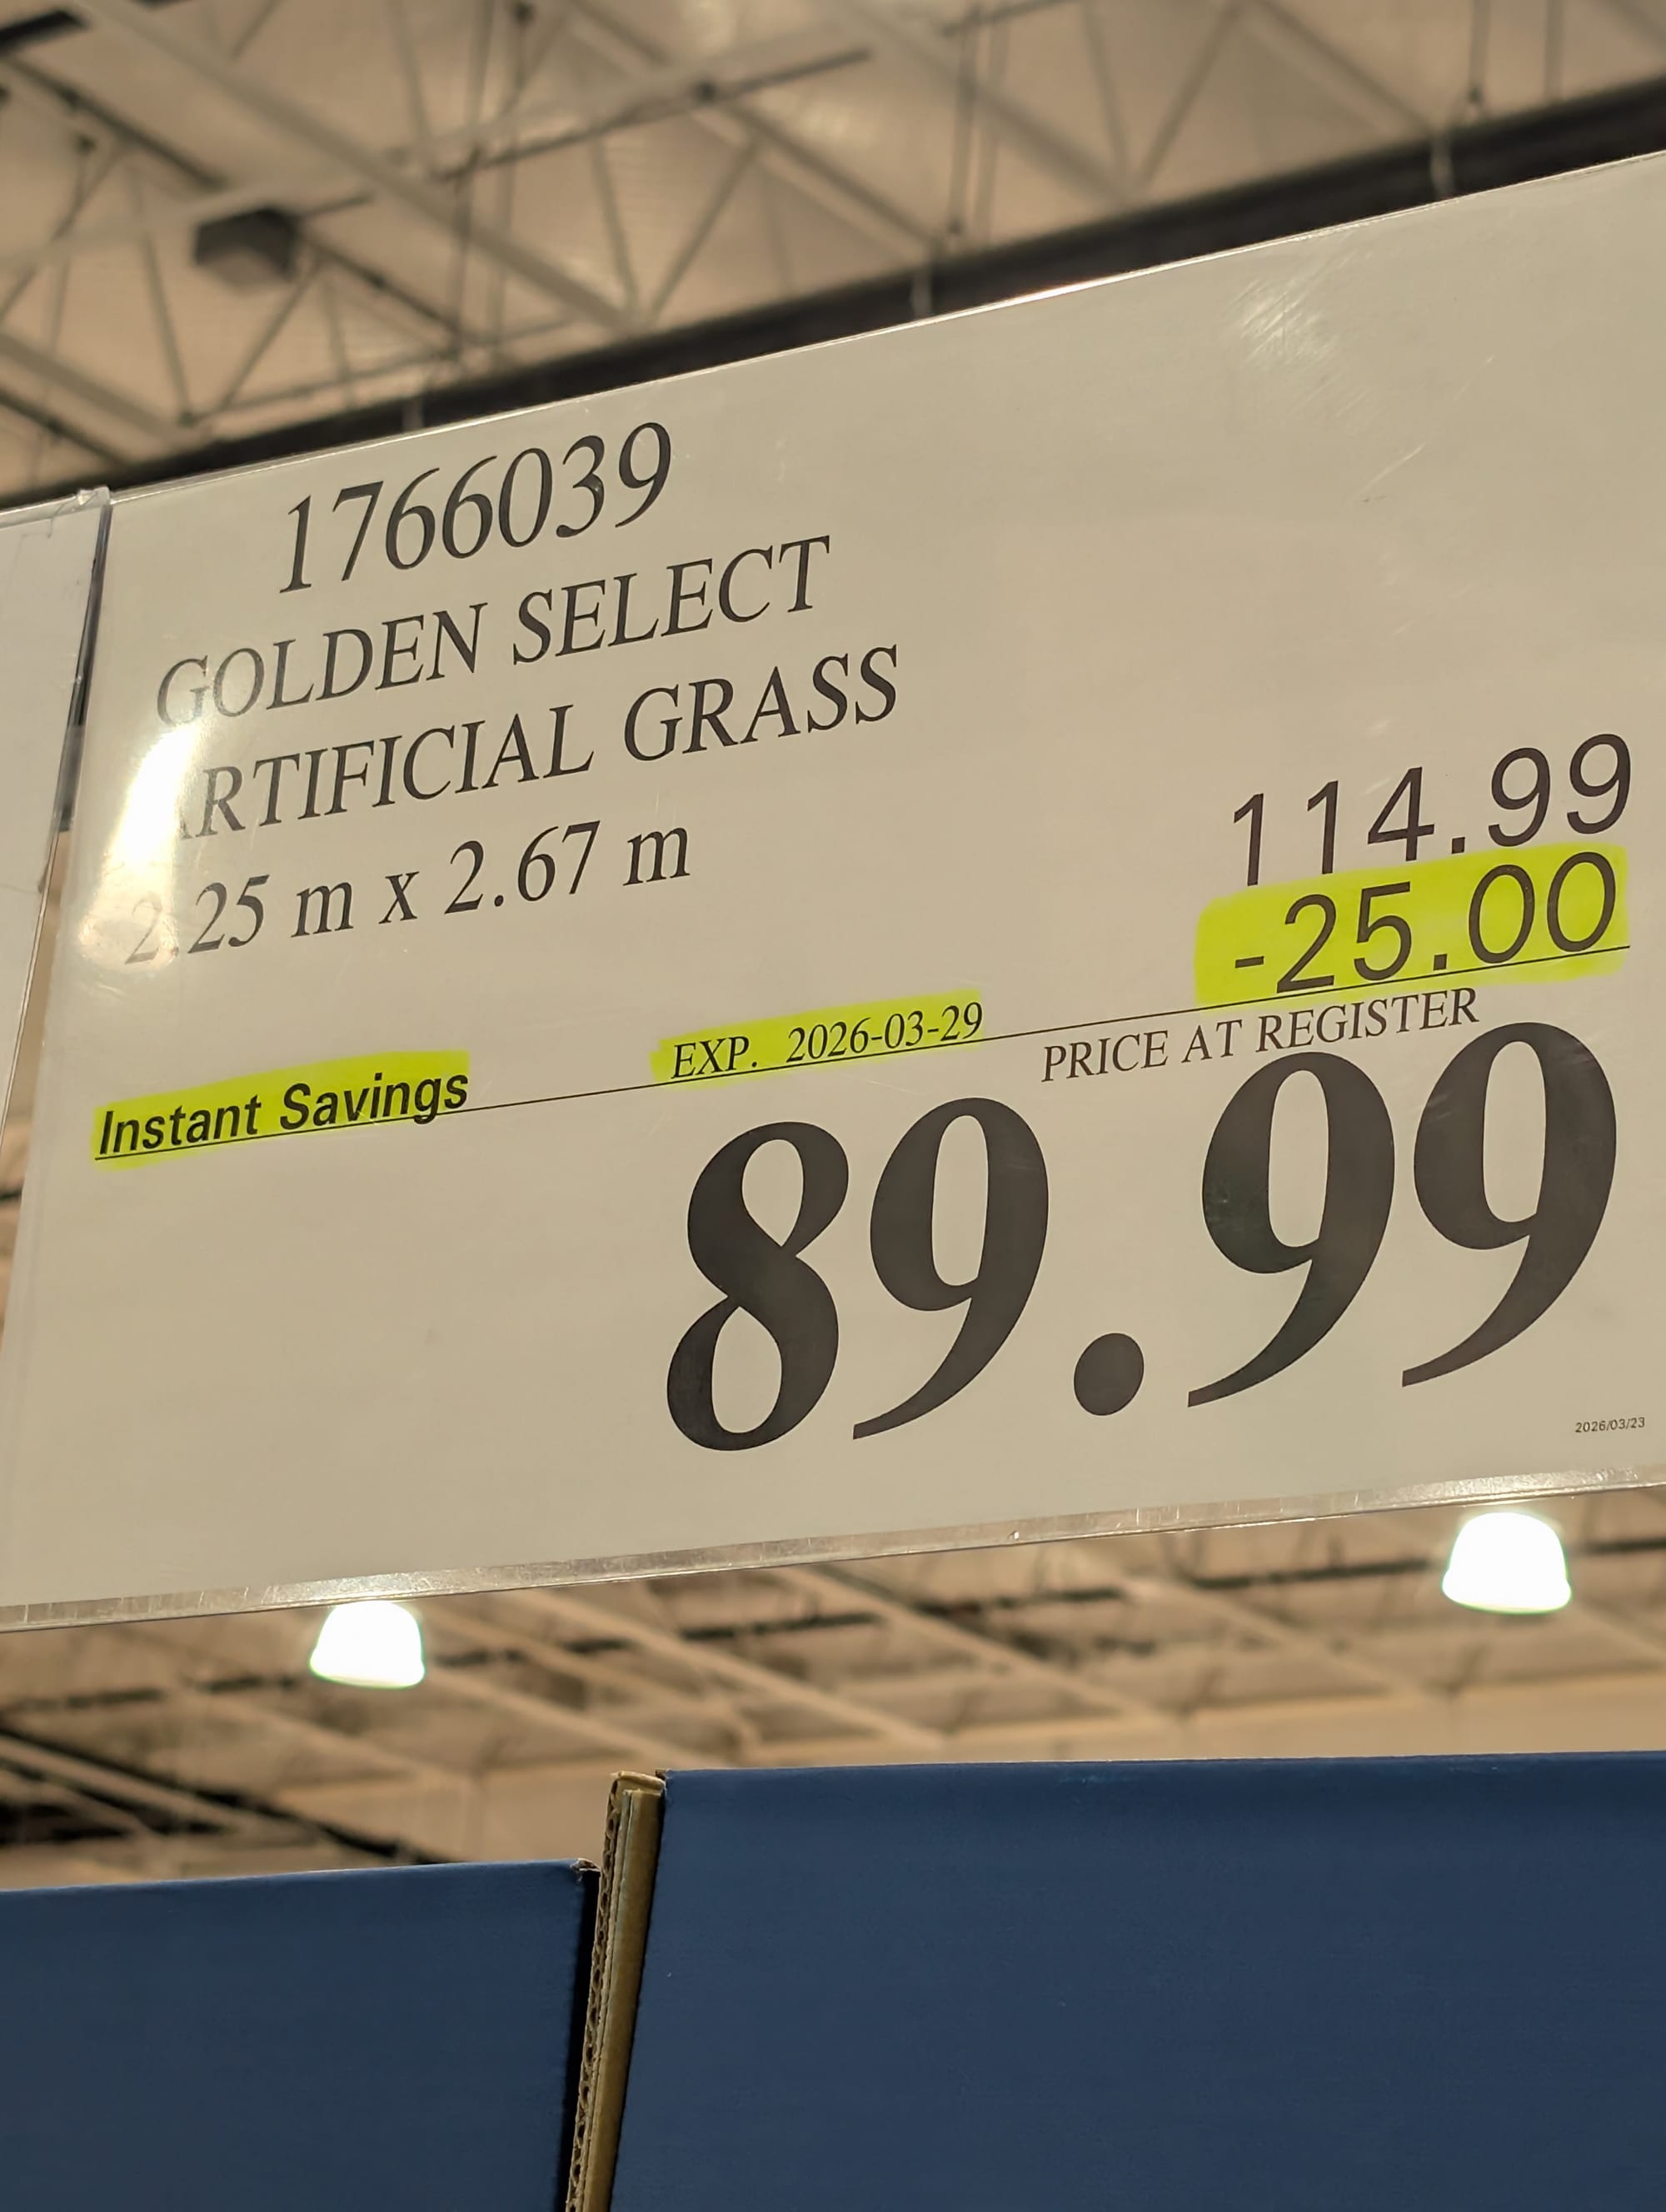 1766039
GOLDEN SELECT
ARTIFICIAL GRASS
2.25 m x 2.67 m
114.99
-25.00
Instant Savings EXP. 2026-03-29
PRICE AT REGISTER
89.99
2026/03/23